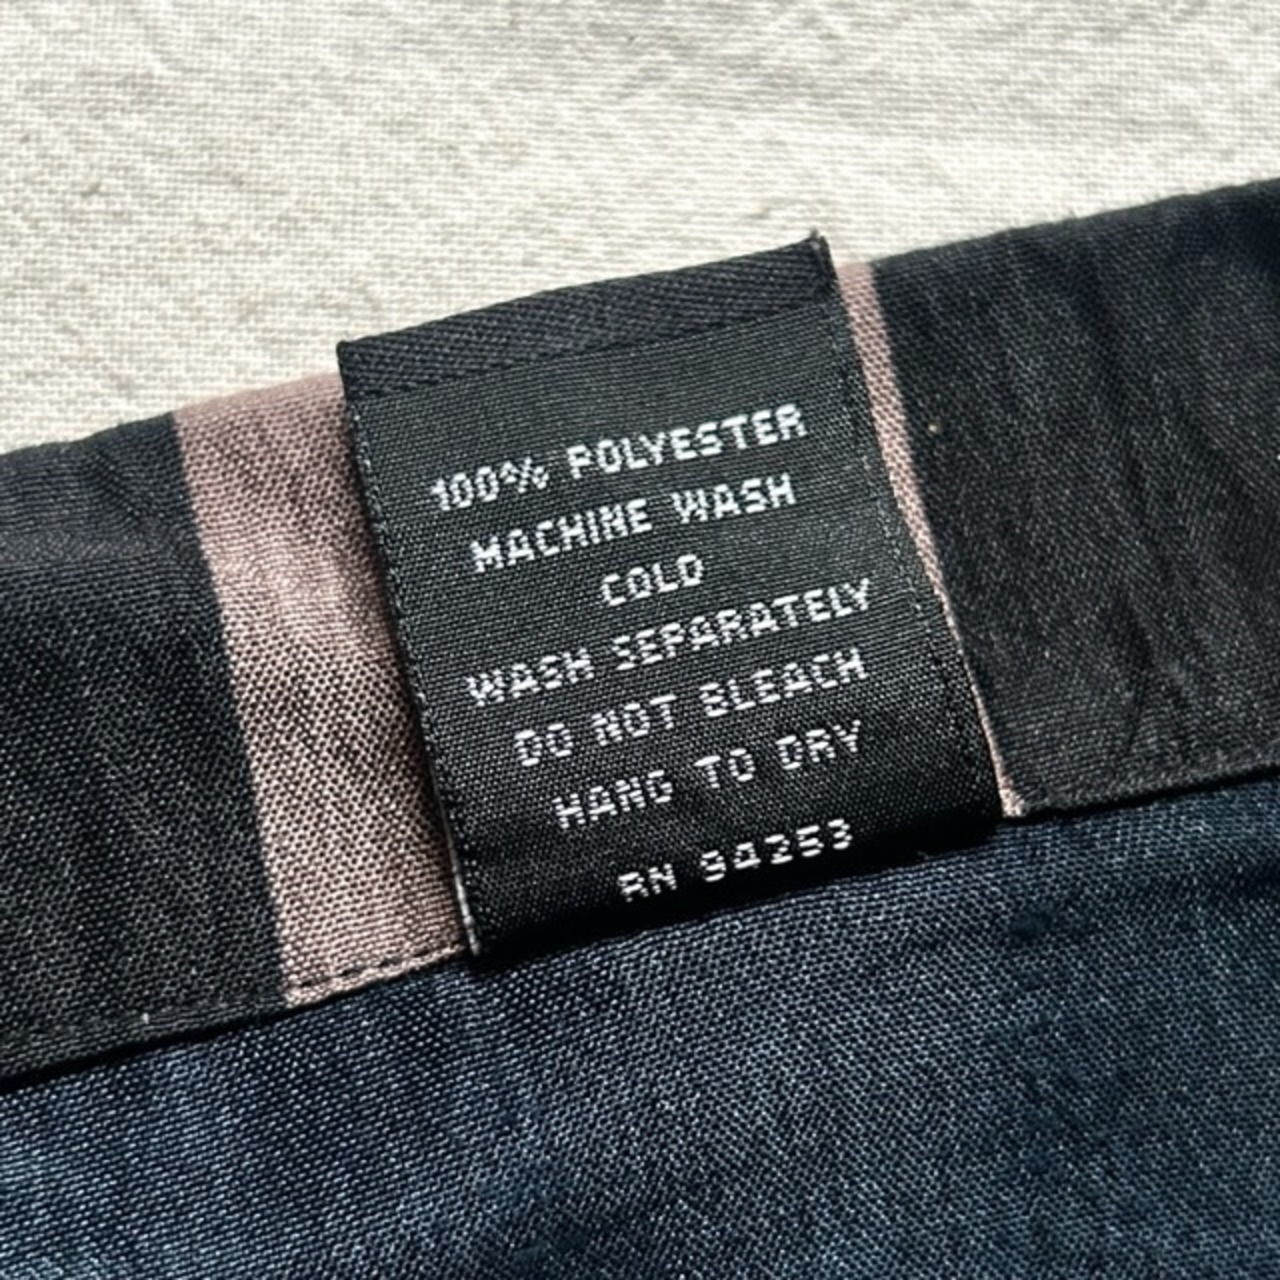 100% POLYESTER
MACHINE WASH
COLD
WASH SEPARATELY
DO NOT BLEACH
HANG TO DRY
RN 94253